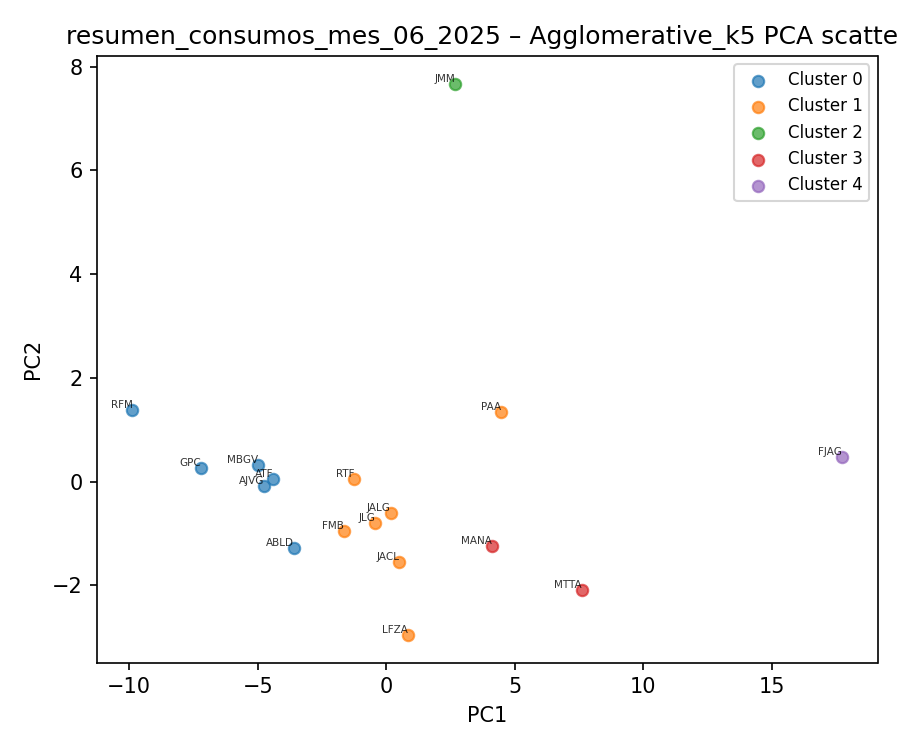 resumen_consumos_mes_06_2025 – Agglomerative_k5 PCA scatte
Cluster 0
Cluster 1
Cluster 2
Cluster 3
Cluster 4
JMM
RFM
PAA
GPC
MBGV
ATF
AJVG
RTF
FJAG
JALG
JLG
FMB
ABLD
JACL
MANA
MTTA
LFZA
8
6
4
2
0
−2
PC2
−10
−5
0
5
10
15
PC1